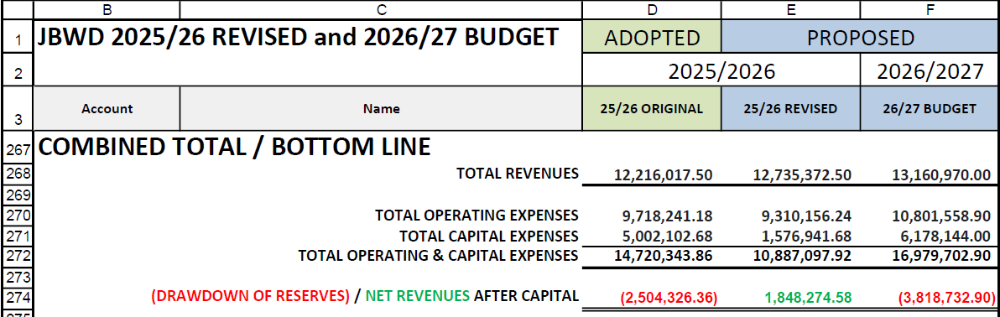 B C D E F
1 JBWD 2025/26 REVISED and 2026/27 BUDGET ADOPTED PROPOSED
2 2025/2026 2026/2027
3 Account Name 25/26 ORIGINAL 25/26 REVISED 26/27 BUDGET
267 COMBINED TOTAL / BOTTOM LINE
268 TOTAL REVENUES 12,216,017.50 12,735,372.50 13,160,970.00
269
270 TOTAL OPERATING EXPENSES 9,718,241.18 9,310,156.24 10,801,558.90
271 TOTAL CAPITAL EXPENSES 5,002,102.68 1,576,941.68 6,178,144.00
272 TOTAL OPERATING & CAPITAL EXPENSES 14,720,343.86 10,887,097.92 16,979,702.90
273
274 (DRAWDOWN OF RESERVES) / NET REVENUES AFTER CAPITAL (2,504,326.36) 1,848,274.58 (3,818,732.90)